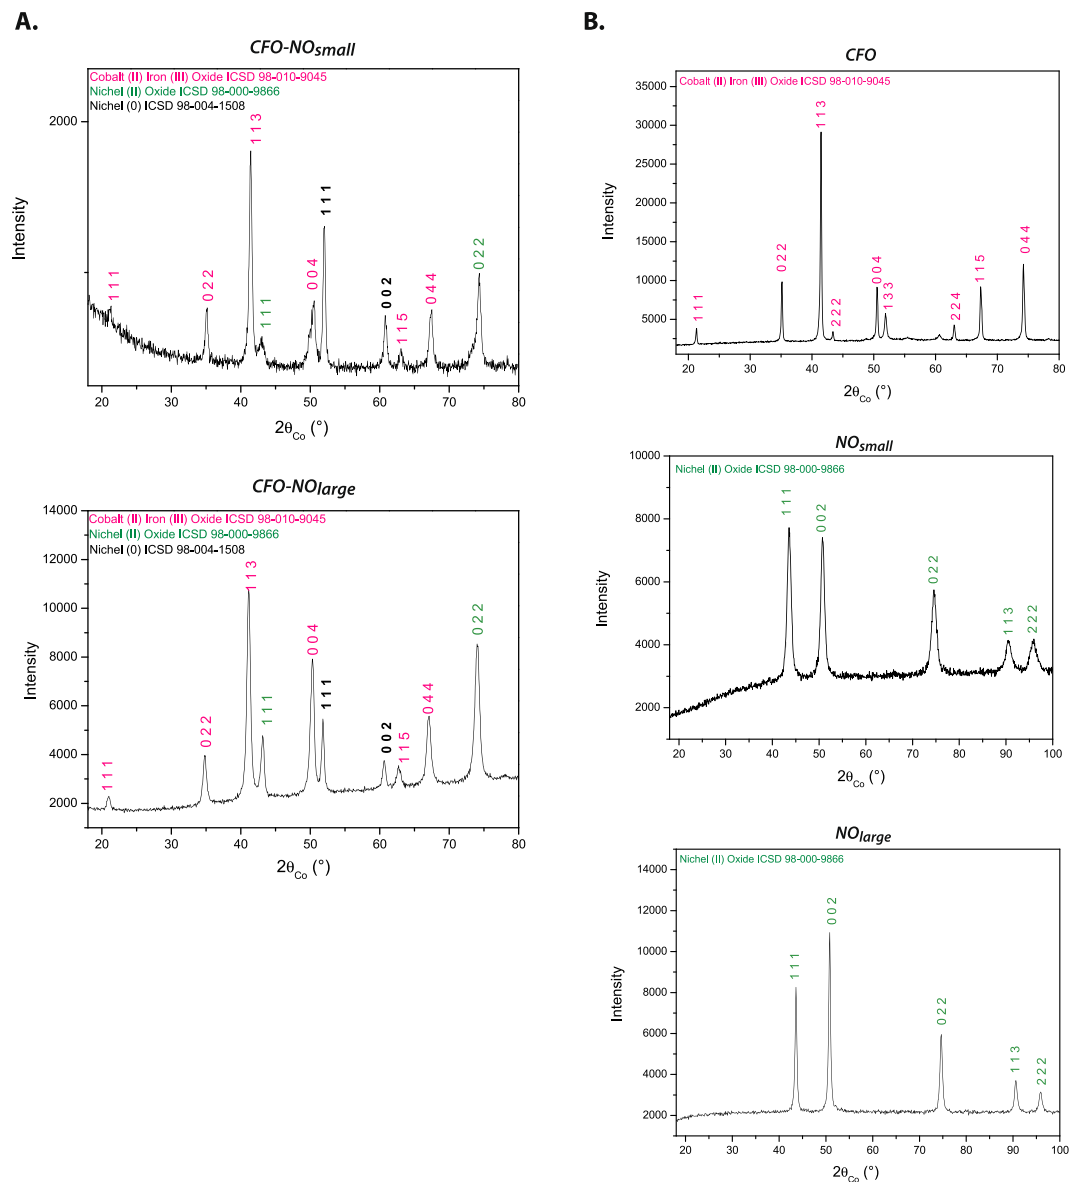 A.
CFO-NOsmall
Cobalt (II) Iron (III) Oxide ICSD 98-010-9045
Nichel (II) Oxide ICSD 98-000-9866
Nichel (0) ICSD 98-004-1508
2000
Intensity
1 1 1
0 2 2
1 1 3
1 1 1
0 0 4
1 1 1
0 0 2
1 1 5
0 4 4
0 2 2
20 30 40 50 60 70 80
2θCo (°)
CFO-NOlarge
Cobalt (II) Iron (III) Oxide ICSD 98-010-9045
Nichel (II) Oxide ICSD 98-000-9866
Nichel (0) ICSD 98-004-1508
14000
12000
10000
8000
6000
4000
2000
Intensity
1 1 1
0 2 2
1 1 3
1 1 1
0 0 4
1 1 1
0 0 2
1 1 5
0 4 4
0 2 2
20 30 40 50 60 70 80
2θCo (°)
B.
CFO
Cobalt (II) Iron (III) Oxide ICSD 98-010-9045
35000
30000
25000
20000
15000
10000
5000
Intensity
1 1 1
0 2 2
1 1 3
2 2 2
0 0 4
1 3 3
2 2 4
1 1 5
0 4 4
20 30 40 50 60 70 80
2θCo (°)
NOsmall
Nichel (II) Oxide ICSD 98-000-9866
10000
8000
6000
4000
2000
Intensity
1 1 1
0 0 2
0 2 2
1 1 3
2 2 2
20 30 40 50 60 70 80 90 100
2θCo (°)
NOlarge
Nichel (II) Oxide ICSD 98-000-9866
14000
12000
10000
8000
6000
4000
2000
Intensity
1 1 1
0 0 2
0 2 2
1 1 3
2 2 2
20 30 40 50 60 70 80 90 100
2θCo (°)